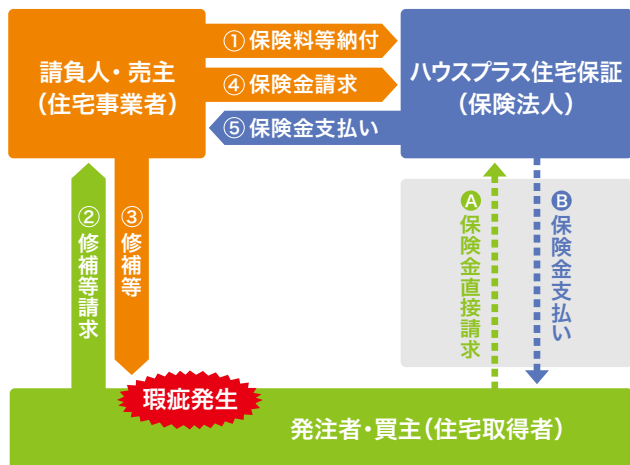 請負人・売主
（住宅事業者）
①保険料等納付
④保険金請求
⑤保険金支払い
ハウスプラス住宅保証
（保険法人）
②修補等請求
③修補等
A保険金直接請求
B保険金支払い
瑕疵発生
発注者・買主（住宅取得者）